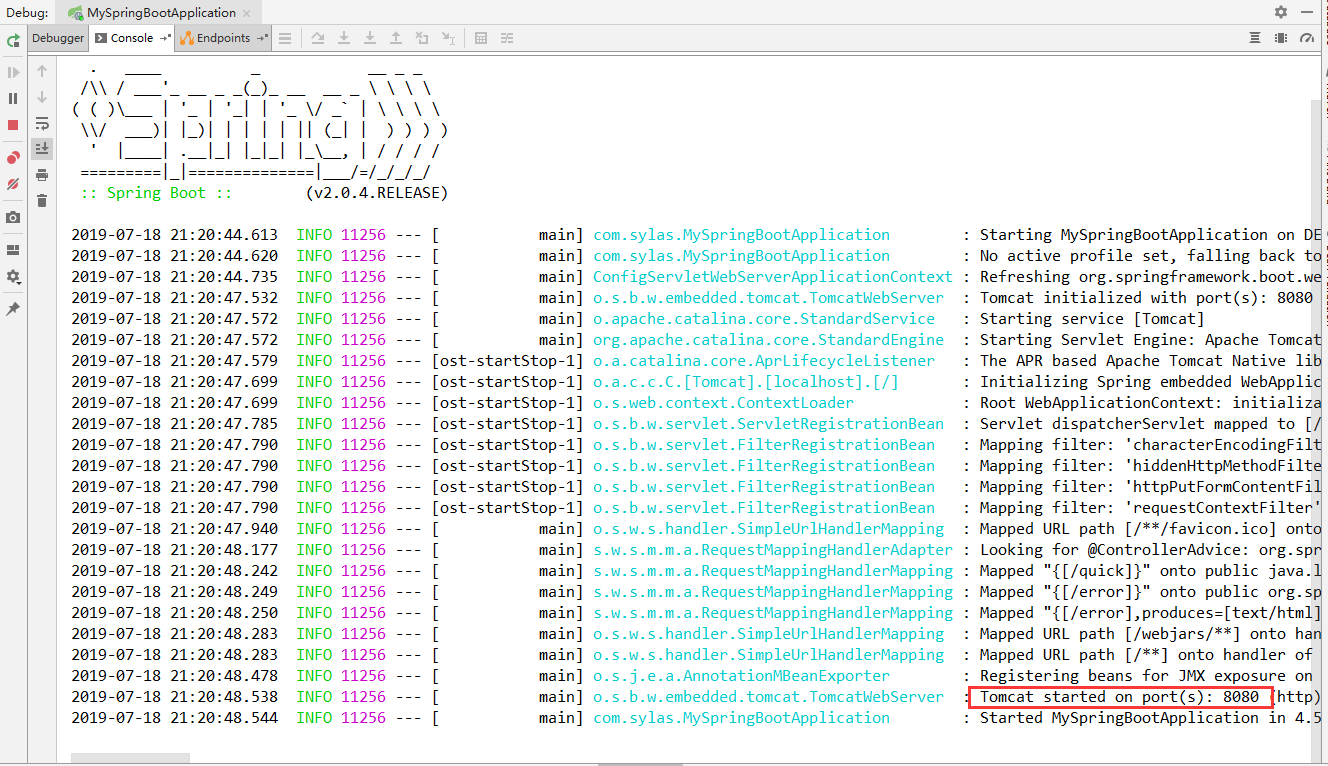 Debug: MySpringBootApplication
Debugger Console Endpoints
  .   ____          _            __ _ _
 /\\ / ___'_ __ _ _(_)_ __  __ _ \ \ \ \
( ( )\___ | '_ | '_| | '_ \/ _` | \ \ \ \
 \\/  ___)| |_)| | | | | || (_| |  ) ) ) )
  '  |____| .__|_| |_|_| |_\__, | / / / /
 =========|_|==============|___/=/_/_/_/
 :: Spring Boot ::        (v2.0.4.RELEASE)
2019-07-18 21:20:44.613  INFO 11256 --- [           main] com.sylas.MySpringBootApplication        : Starting MySpringBootApplication on DE
2019-07-18 21:20:44.620  INFO 11256 --- [           main] com.sylas.MySpringBootApplication        : No active profile set, falling back to
2019-07-18 21:20:44.735  INFO 11256 --- [           main] ConfigServletWebServerApplicationContext : Refreshing org.springframework.boot.we
2019-07-18 21:20:47.532  INFO 11256 --- [           main] o.s.b.w.embedded.tomcat.TomcatWebServer  : Tomcat initialized with port(s): 8080
2019-07-18 21:20:47.572  INFO 11256 --- [           main] o.apache.catalina.core.StandardService   : Starting service [Tomcat]
2019-07-18 21:20:47.572  INFO 11256 --- [           main] org.apache.catalina.core.StandardEngine  : Starting Servlet Engine: Apache Tomcat
2019-07-18 21:20:47.579  INFO 11256 --- [ost-startStop-1] o.a.catalina.core.AprLifecycleListener   : The APR based Apache Tomcat Native lib
2019-07-18 21:20:47.699  INFO 11256 --- [ost-startStop-1] o.a.c.c.C.[Tomcat].[localhost].[/]       : Initializing Spring embedded WebApplic
2019-07-18 21:20:47.699  INFO 11256 --- [ost-startStop-1] o.s.web.context.ContextLoader            : Root WebApplicationContext: initializa
2019-07-18 21:20:47.785  INFO 11256 --- [ost-startStop-1] o.s.b.w.servlet.ServletRegistrationBean  : Servlet dispatcherServlet mapped to [/
2019-07-18 21:20:47.790  INFO 11256 --- [ost-startStop-1] o.s.b.w.servlet.FilterRegistrationBean   : Mapping filter: 'characterEncodingFilt
2019-07-18 21:20:47.790  INFO 11256 --- [ost-startStop-1] o.s.b.w.servlet.FilterRegistrationBean   : Mapping filter: 'hiddenHttpMethodFilte
2019-07-18 21:20:47.790  INFO 11256 --- [ost-startStop-1] o.s.b.w.servlet.FilterRegistrationBean   : Mapping filter: 'httpPutFormContentFil
2019-07-18 21:20:47.790  INFO 11256 --- [ost-startStop-1] o.s.b.w.servlet.FilterRegistrationBean   : Mapping filter: 'requestContextFilter'
2019-07-18 21:20:47.940  INFO 11256 --- [           main] o.s.w.s.handler.SimpleUrlHandlerMapping  : Mapped URL path [/**/favicon.ico] onto
2019-07-18 21:20:48.177  INFO 11256 --- [           main] s.w.s.m.m.a.RequestMappingHandlerAdapter : Looking for @ControllerAdvice: org.spr
2019-07-18 21:20:48.242  INFO 11256 --- [           main] s.w.s.m.m.a.RequestMappingHandlerMapping : Mapped "{[/quick]}" onto public java.l
2019-07-18 21:20:48.249  INFO 11256 --- [           main] s.w.s.m.m.a.RequestMappingHandlerMapping : Mapped "{[/error]}" onto public org.sp
2019-07-18 21:20:48.250  INFO 11256 --- [           main] s.w.s.m.m.a.RequestMappingHandlerMapping : Mapped "{[/error],produces=[text/html]
2019-07-18 21:20:48.283  INFO 11256 --- [           main] o.s.w.s.handler.SimpleUrlHandlerMapping  : Mapped URL path [/webjars/**] onto han
2019-07-18 21:20:48.283  INFO 11256 --- [           main] o.s.w.s.handler.SimpleUrlHandlerMapping  : Mapped URL path [/**] onto handler of
2019-07-18 21:20:48.478  INFO 11256 --- [           main] o.s.j.e.a.AnnotationMBeanExporter        : Registering beans for JMX exposure on
2019-07-18 21:20:48.538  INFO 11256 --- [           main] o.s.b.w.embedded.tomcat.TomcatWebServer  : Tomcat started on port(s): 8080 (http)
2019-07-18 21:20:48.544  INFO 11256 --- [           main] com.sylas.MySpringBootApplication        : Started MySpringBootApplication in 4.5